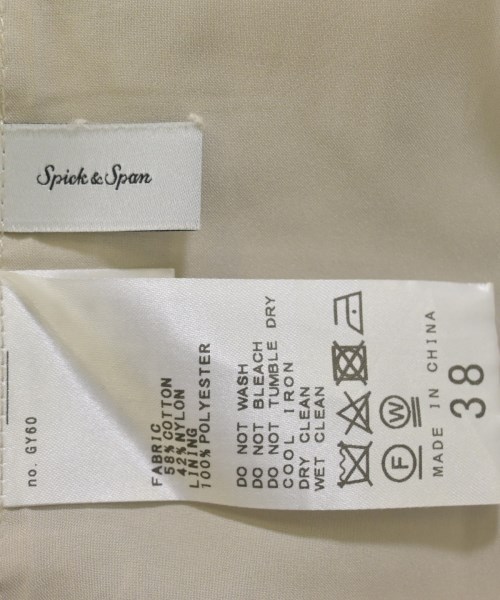 Spick & Span
no. GY60
FABRIC
58% COTTON
42% NYLON
LINING
100% POLYESTER
DO NOT WASH
DO NOT BLEACH
DO NOT TUMBLE DRY
COOL IRON
DRY CLEAN
WET CLEAN
F W
MADE IN CHINA
38